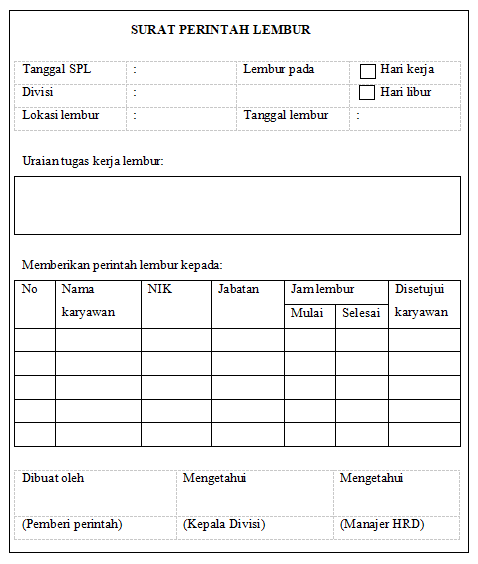 SURAT PERINTAH LEMBUR
Tanggal SPL : Lembur pada Hari kerja
Divisi : Hari libur
Lokasi lembur : Tanggal lembur :
Uraian tugas kerja lembur:
Memberikan perintah lembur kepada:
No Nama karyawan NIK Jabatan Jam lembur Disetujui karyawan
Mulai Selesai
Dibuat oleh Mengetahui Mengetahui
(Pemberi perintah) (Kepala Divisi) (Manajer HRD)